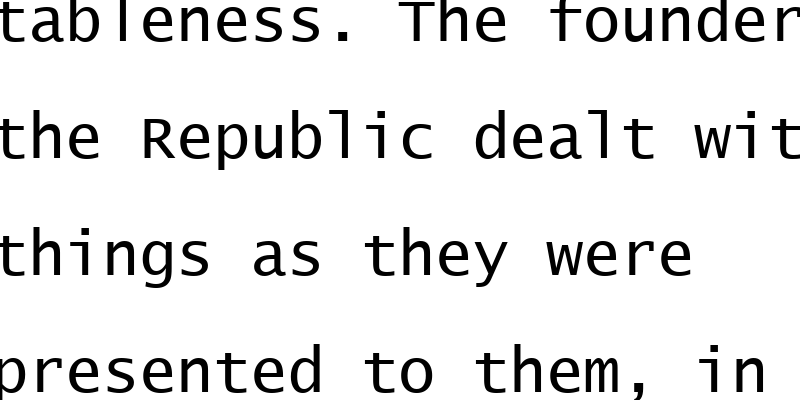 tableness. The founder
the Republic dealt wit
things as they were
presented to them, in